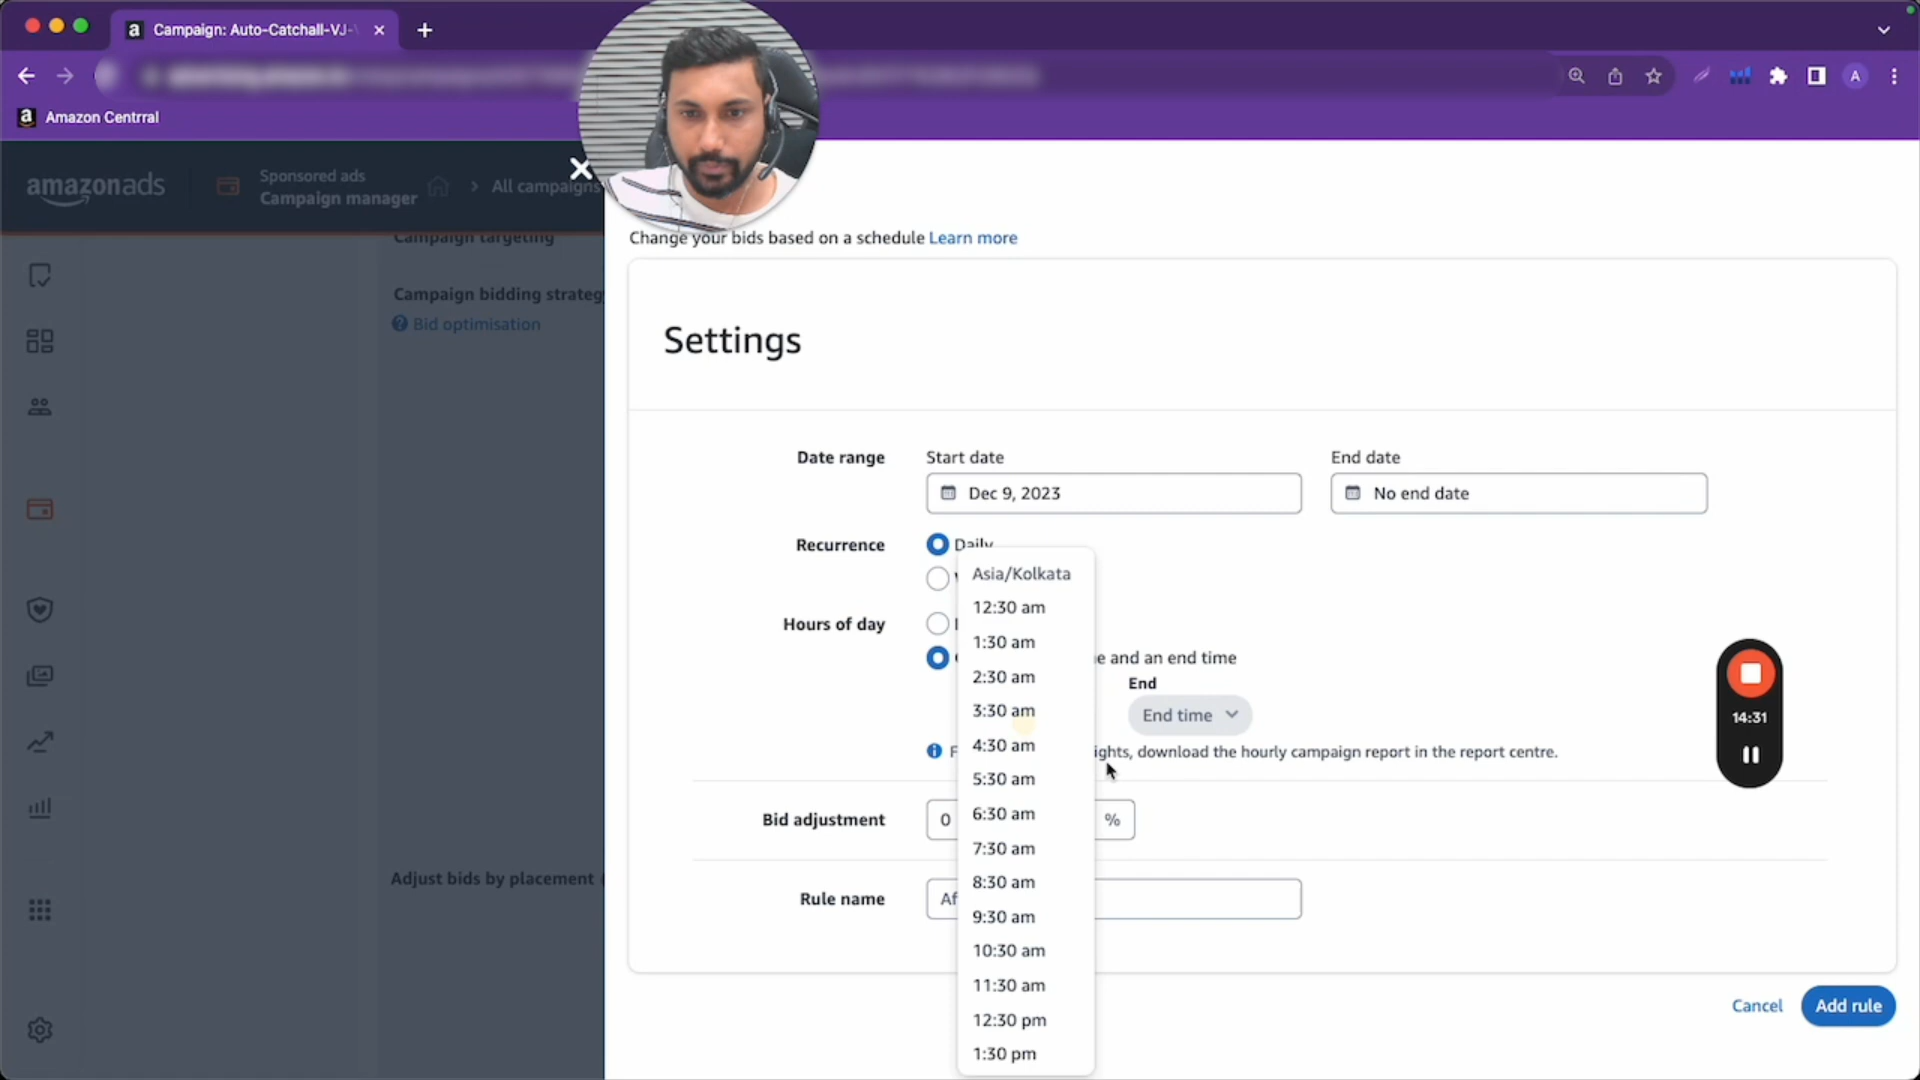 a Campaign: Auto-Catchall-VJ-
A
a Amazon Centrral
amazonads
Sponsored ads
Campaign manager
All campaigns
Campaign targeting
Campaign bidding strategy
Bid optimisation
Adjust bids by placement
Change your bids based on a schedule Learn more
Settings
Date range
Start date
Dec 9, 2023
End date
No end date
Recurrence
Daily
Hours of day
e and an end time
End
End time
ights, download the hourly campaign report in the report centre.
Asia/Kolkata
12:30 am
1:30 am
2:30 am
3:30 am
4:30 am
5:30 am
6:30 am
7:30 am
8:30 am
9:30 am
10:30 am
11:30 am
12:30 pm
1:30 pm
Bid adjustment
0
%
Rule name
Af
Cancel
Add rule
14:31